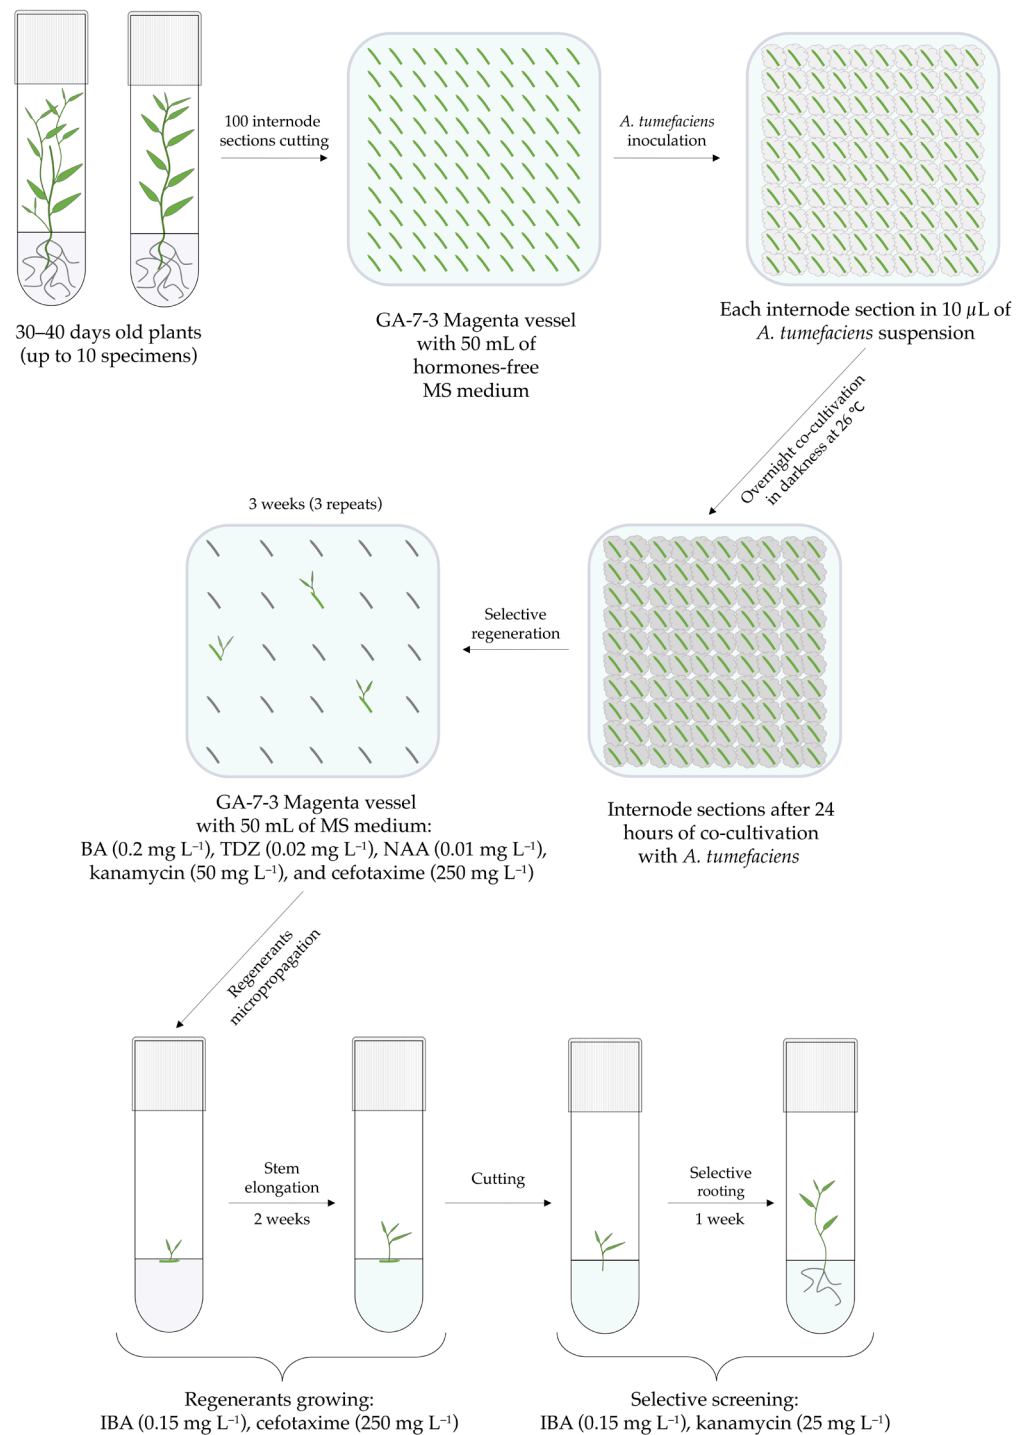 100 internode
sections cutting
A. tumefaciens
inoculation
30–40 days old plants
(up to 10 specimens)
GA-7-3 Magenta vessel
with 50 mL of
hormones-free
MS medium
Each internode section in 10 µL of
A. tumefaciens suspension
Overnight co-cultivation
in darkness at 26 °C
3 weeks (3 repeats)
Selective
regeneration
GA-7-3 Magenta vessel
with 50 mL of MS medium:
BA (0.2 mg L⁻¹), TDZ (0.02 mg L⁻¹), NAA (0.01 mg L⁻¹),
kanamycin (50 mg L⁻¹), and cefotaxime (250 mg L⁻¹)
Internode sections after 24
hours of co-cultivation
with A. tumefaciens
Regenerants
micropropagation
Stem
elongation
2 weeks
Cutting
Selective
rooting
1 week
Regenerants growing:
IBA (0.15 mg L⁻¹), cefotaxime (250 mg L⁻¹)
Selective screening:
IBA (0.15 mg L⁻¹), kanamycin (25 mg L⁻¹)